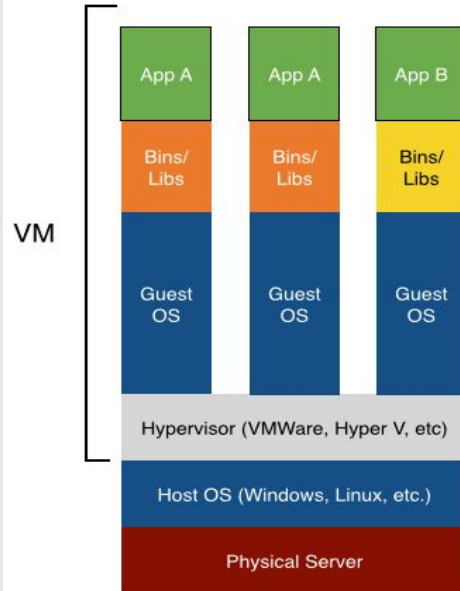 App A
App A
App B
Bins/
Libs
Bins/
Libs
Bins/
Libs
VM
Guest
OS
Guest
OS
Guest
OS
Hypervisor (VMWare, Hyper V, etc)
Host OS (Windows, Linux, etc.)
Physical Server